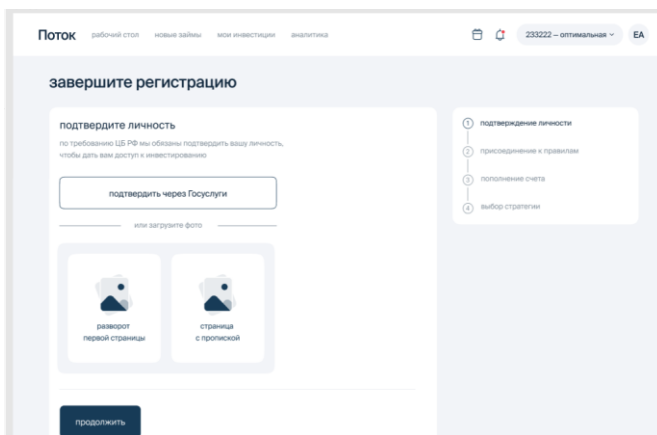 Поток рабочий стол новые займы мои инвестиции аналитика 233222 – оптимальная ЕА
завершите регистрацию
подтвердите личность
по требованию ЦБ РФ мы обязаны подтвердить вашу личность,
чтобы дать вам доступ к инвестированию
подтвердить через Госуслуги
или загрузите фото
разворот
первой страницы
страница
с пропиской
продолжить
1 подтверждение личности
2 присоединение к правилам
3 пополнение счета
4 выбор стратегии